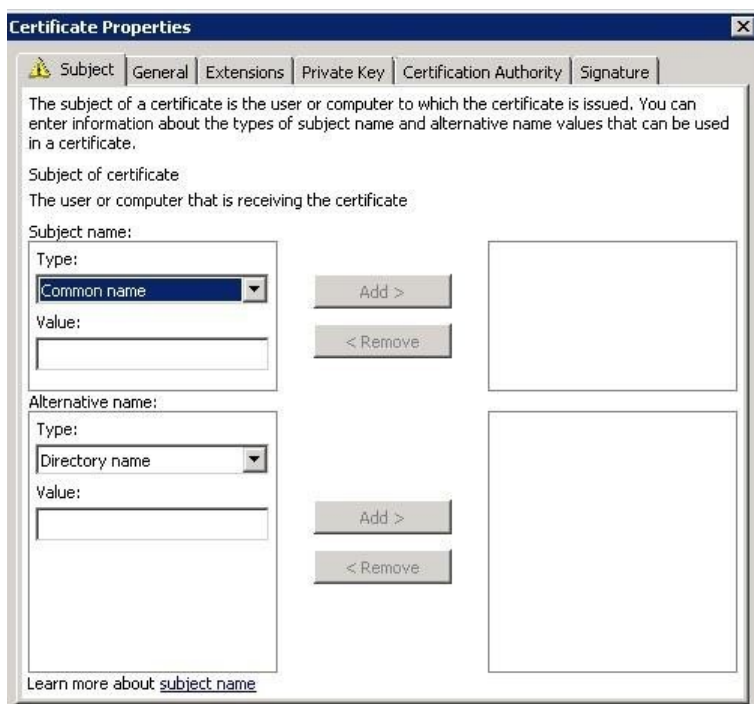 Certificate Properties
Subject General Extensions Private Key Certification Authority Signature
The subject of a certificate is the user or computer to which the certificate is issued. You can
enter information about the types of subject name and alternative name values that can be used
in a certificate.
Subject of certificate
The user or computer that is receiving the certificate
Subject name:
Type:
Common name
Add >
Value:
< Remove
Alternative name:
Type:
Directory name
Value:
Add >
< Remove
Learn more about subject name